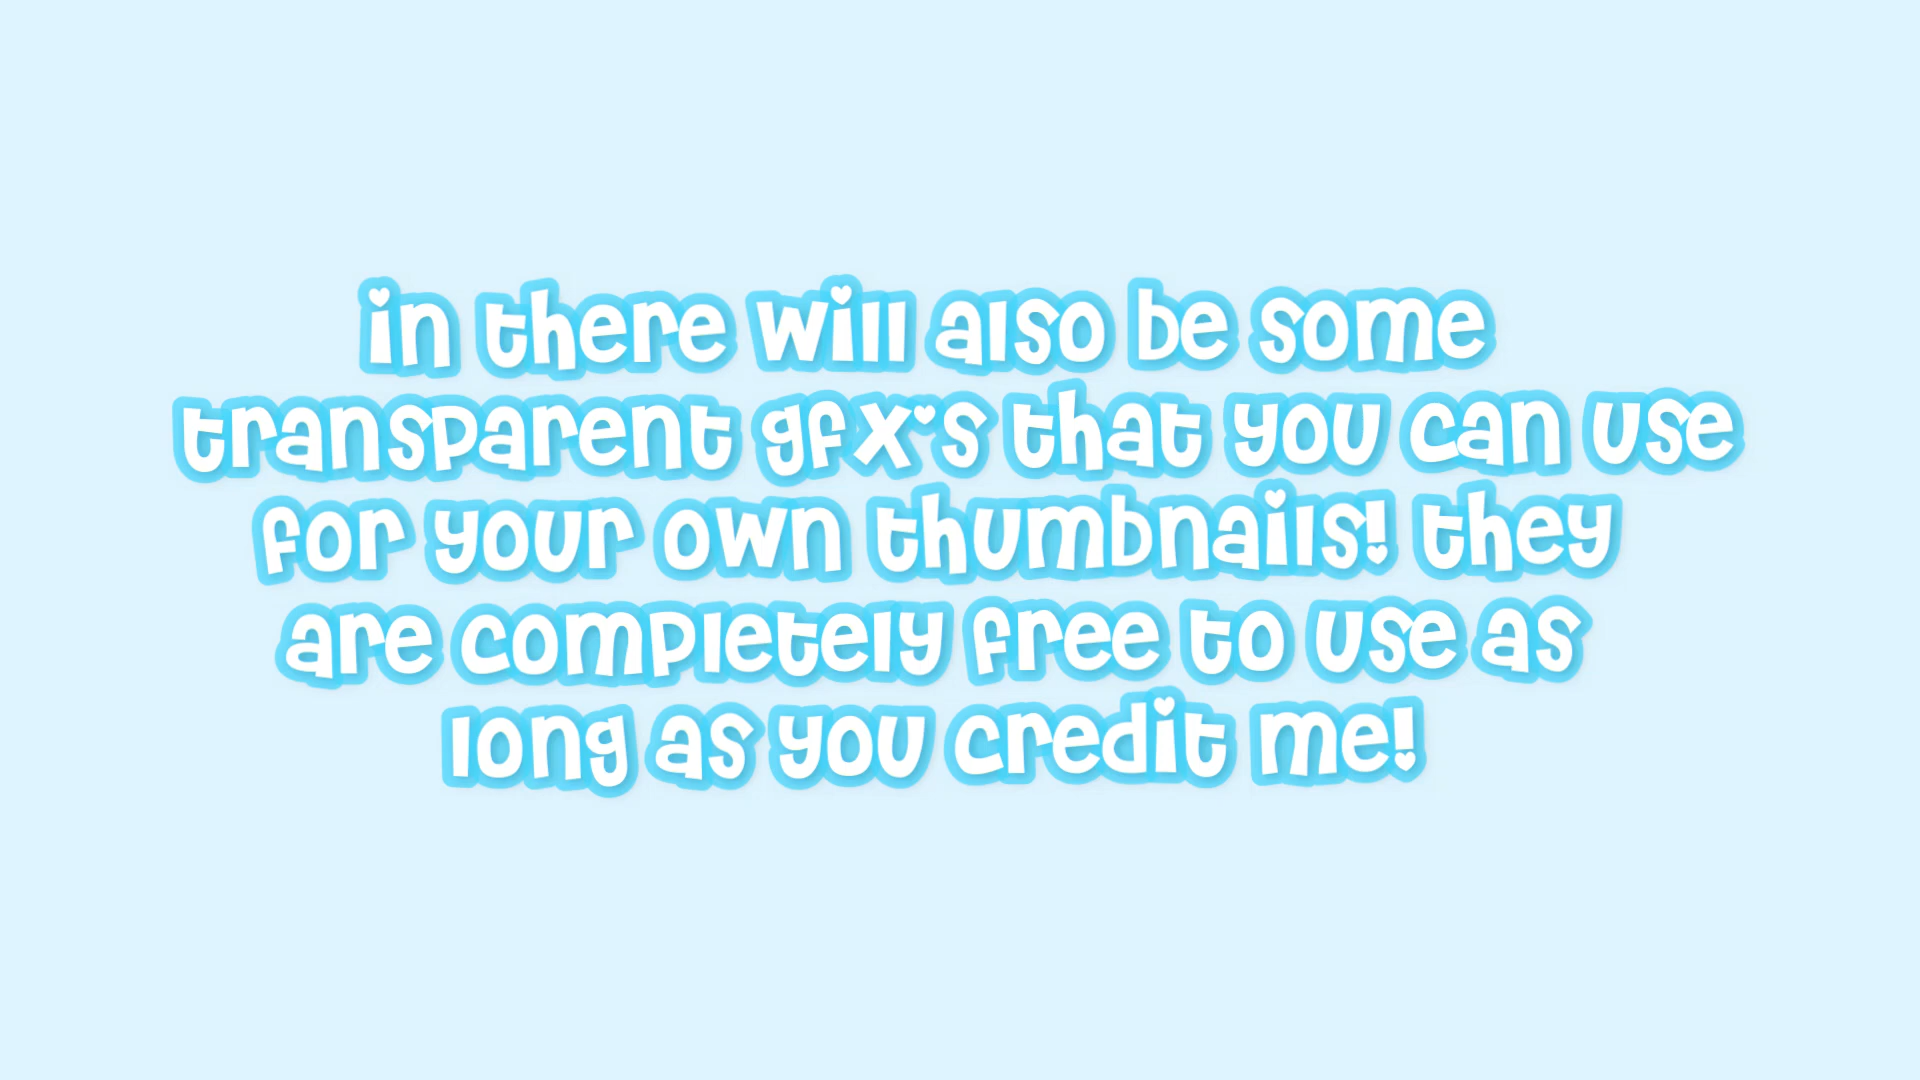 in there will also be some
transparent gfx's that you can use
for your own thumbnails! they
are completely free to use as
long as you credit me!